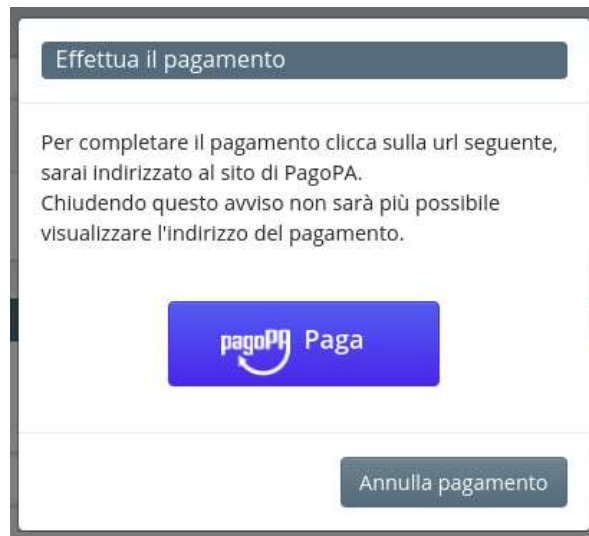 Effettua il pagamento
Per completare il pagamento clicca sulla url seguente,
sarai indirizzato al sito di PagoPA.
Chiudendo questo avviso non sarà più possibile
visualizzare l'indirizzo del pagamento.
pagoPA Paga
Annulla pagamento